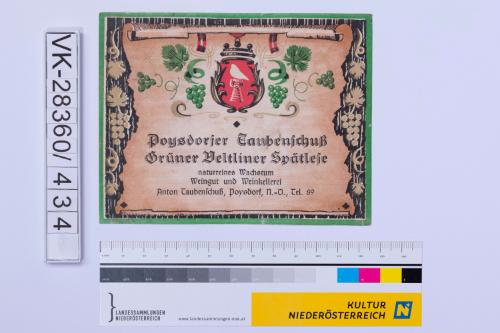 VK-28360/434
Poysdorfer Taubenschuß
Grüner Veltliner Spätlese
naturreines Wachstum
Weingut und Weinkellerei
Anton Taubenschuß, Poysdorf, N.-Ö., Tel. 69
LANDESSAMMLUNGEN
NIEDERÖSTERREICH
www.landessammlungen-noe.at
KULTUR
NIEDERÖSTERREICH